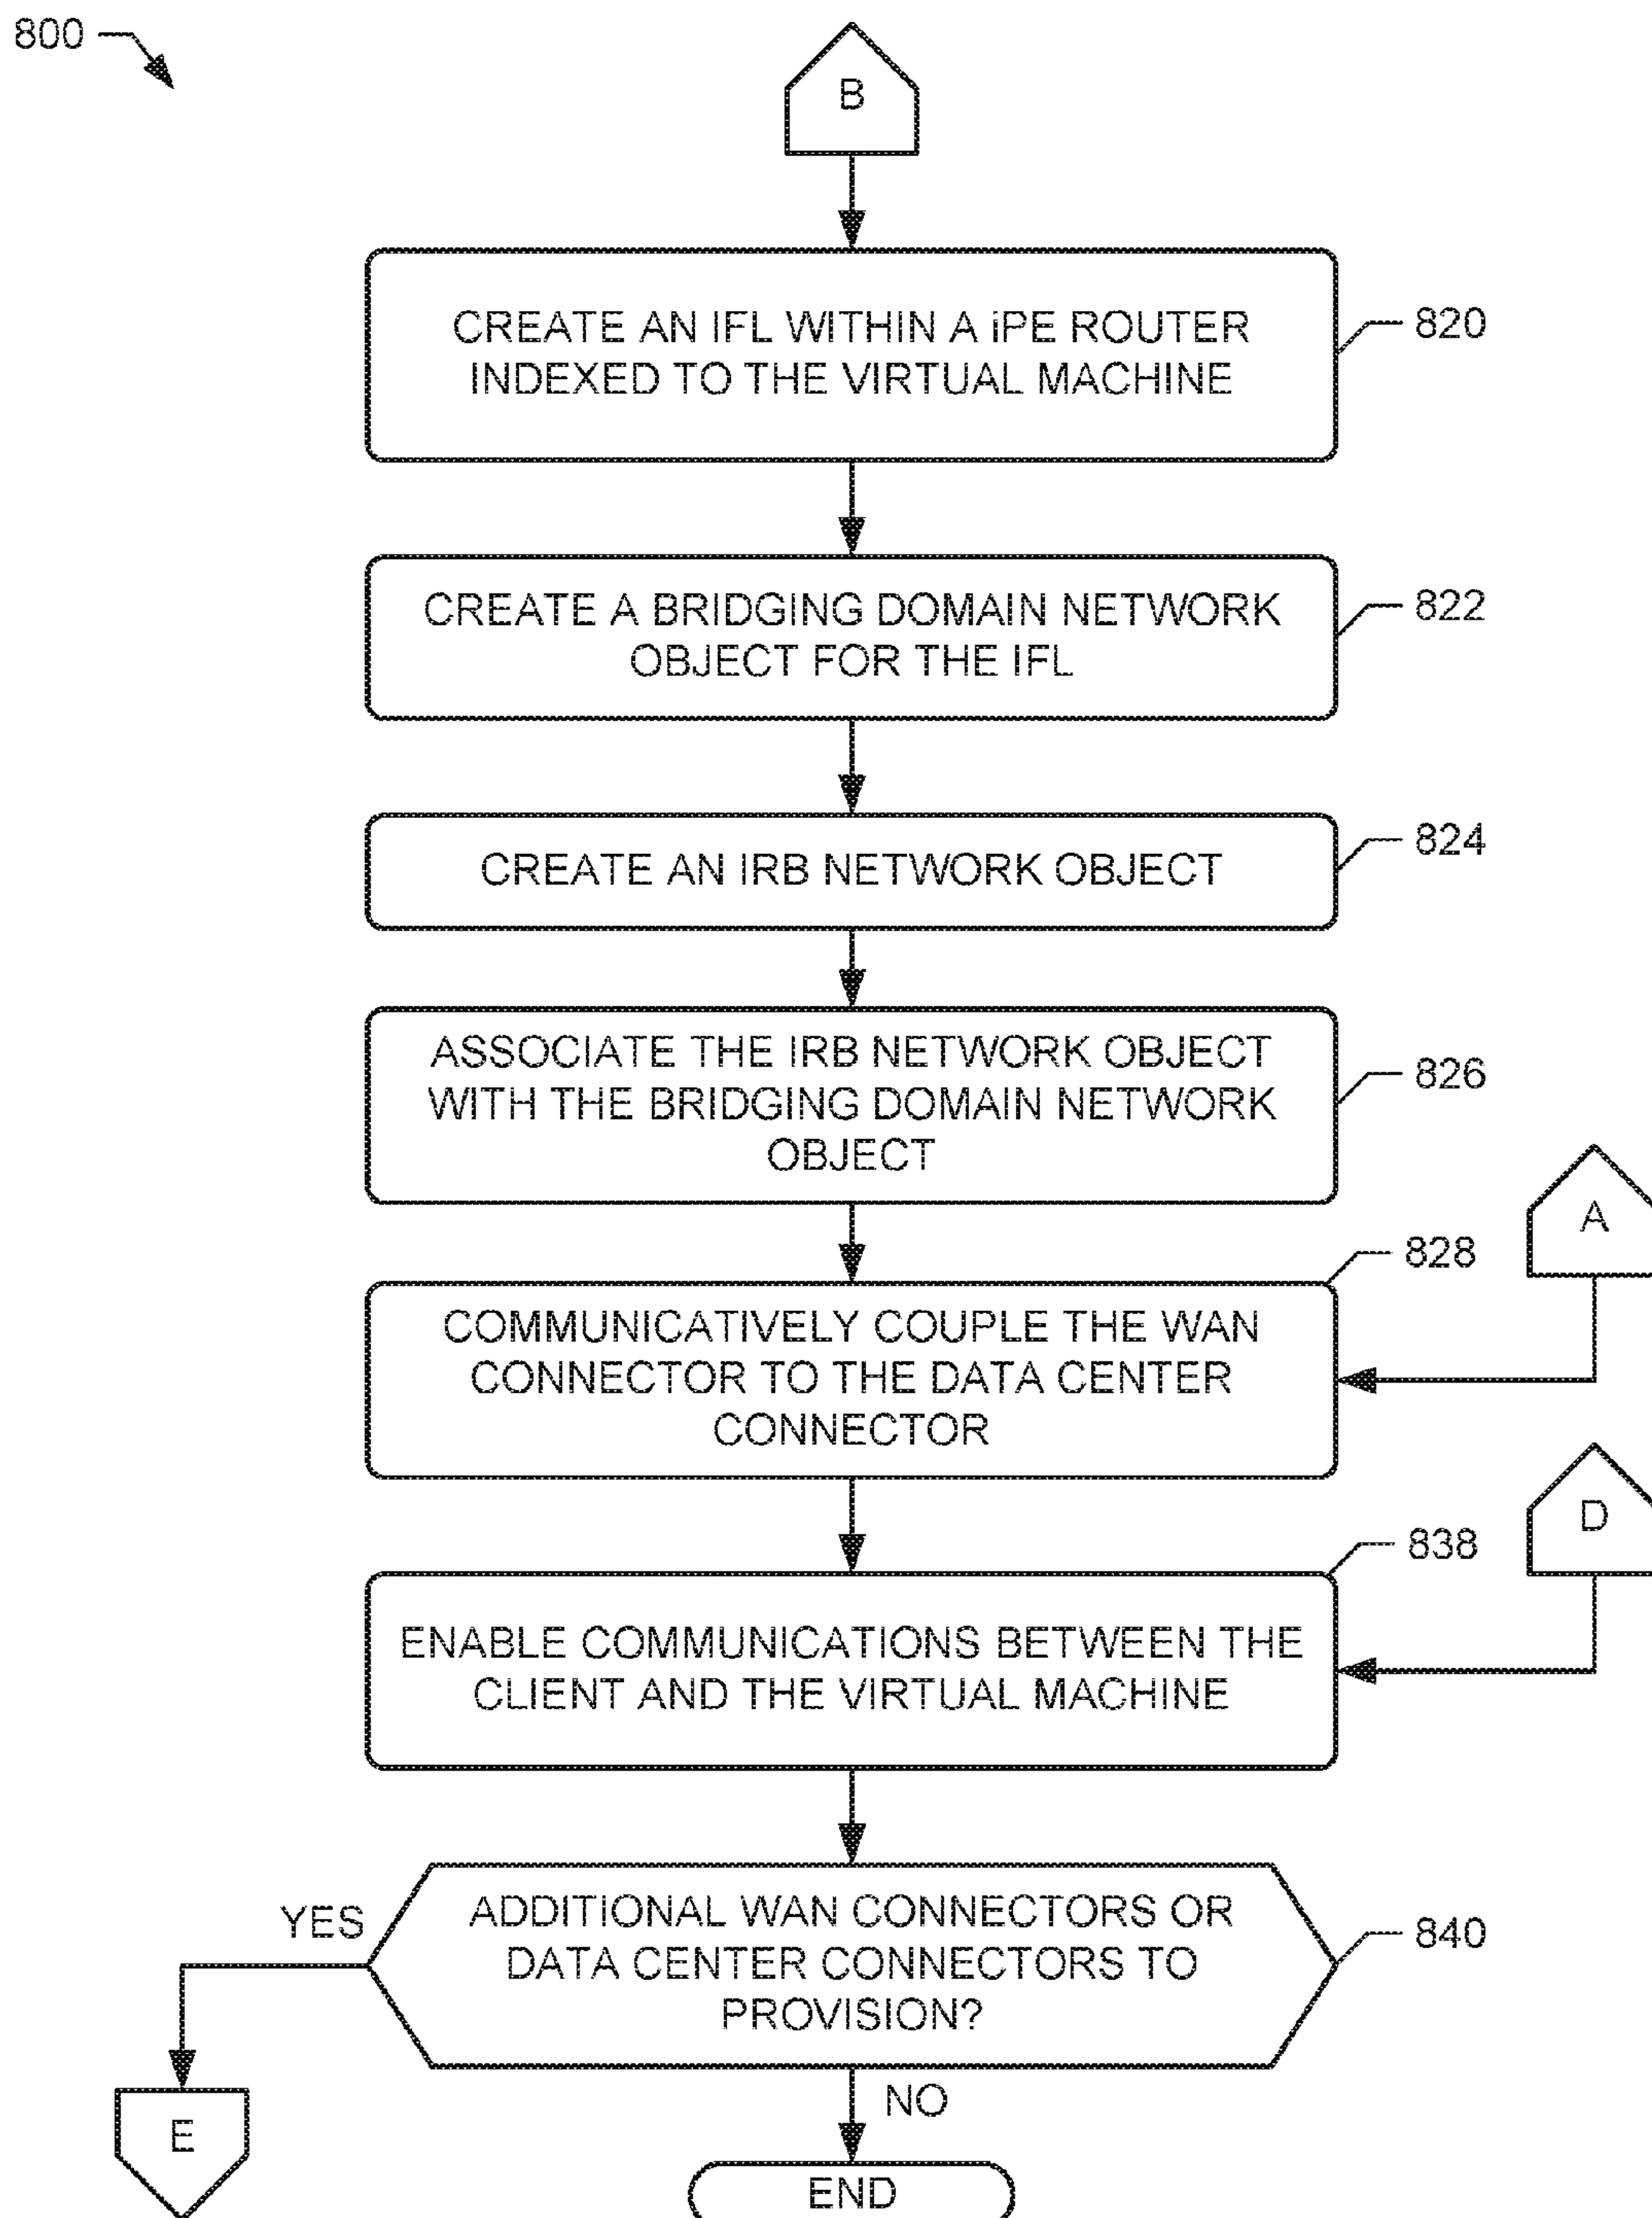 800
B
CREATE AN IFL WITHIN A iPE ROUTER
INDEXED TO THE VIRTUAL MACHINE
820
CREATE A BRIDGING DOMAIN NETWORK
OBJECT FOR THE IFL
822
CREATE AN IRB NETWORK OBJECT
824
ASSOCIATE THE IRB NETWORK OBJECT
WITH THE BRIDGING DOMAIN NETWORK
OBJECT
826
A
828
COMMUNICATIVELY COUPLE THE WAN
CONNECTOR TO THE DATA CENTER
CONNECTOR
D
838
ENABLE COMMUNICATIONS BETWEEN THE
CLIENT AND THE VIRTUAL MACHINE
YES
ADDITIONAL WAN CONNECTORS OR
DATA CENTER CONNECTORS TO
PROVISION?
840
NO
E
END